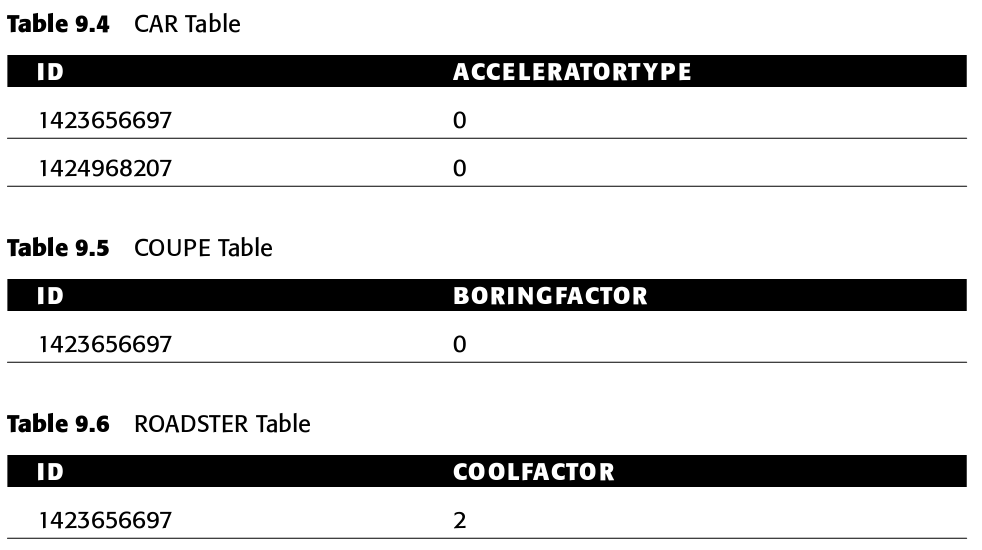 Table 9.4 CAR Table
ID ACCELERATORTYPE
1423656697 0
1424968207 0
Table 9.5 COUPE Table
ID BORINGFACTOR
1423656697 0
Table 9.6 ROADSTER Table
ID COOLFACTOR
1423656697 2